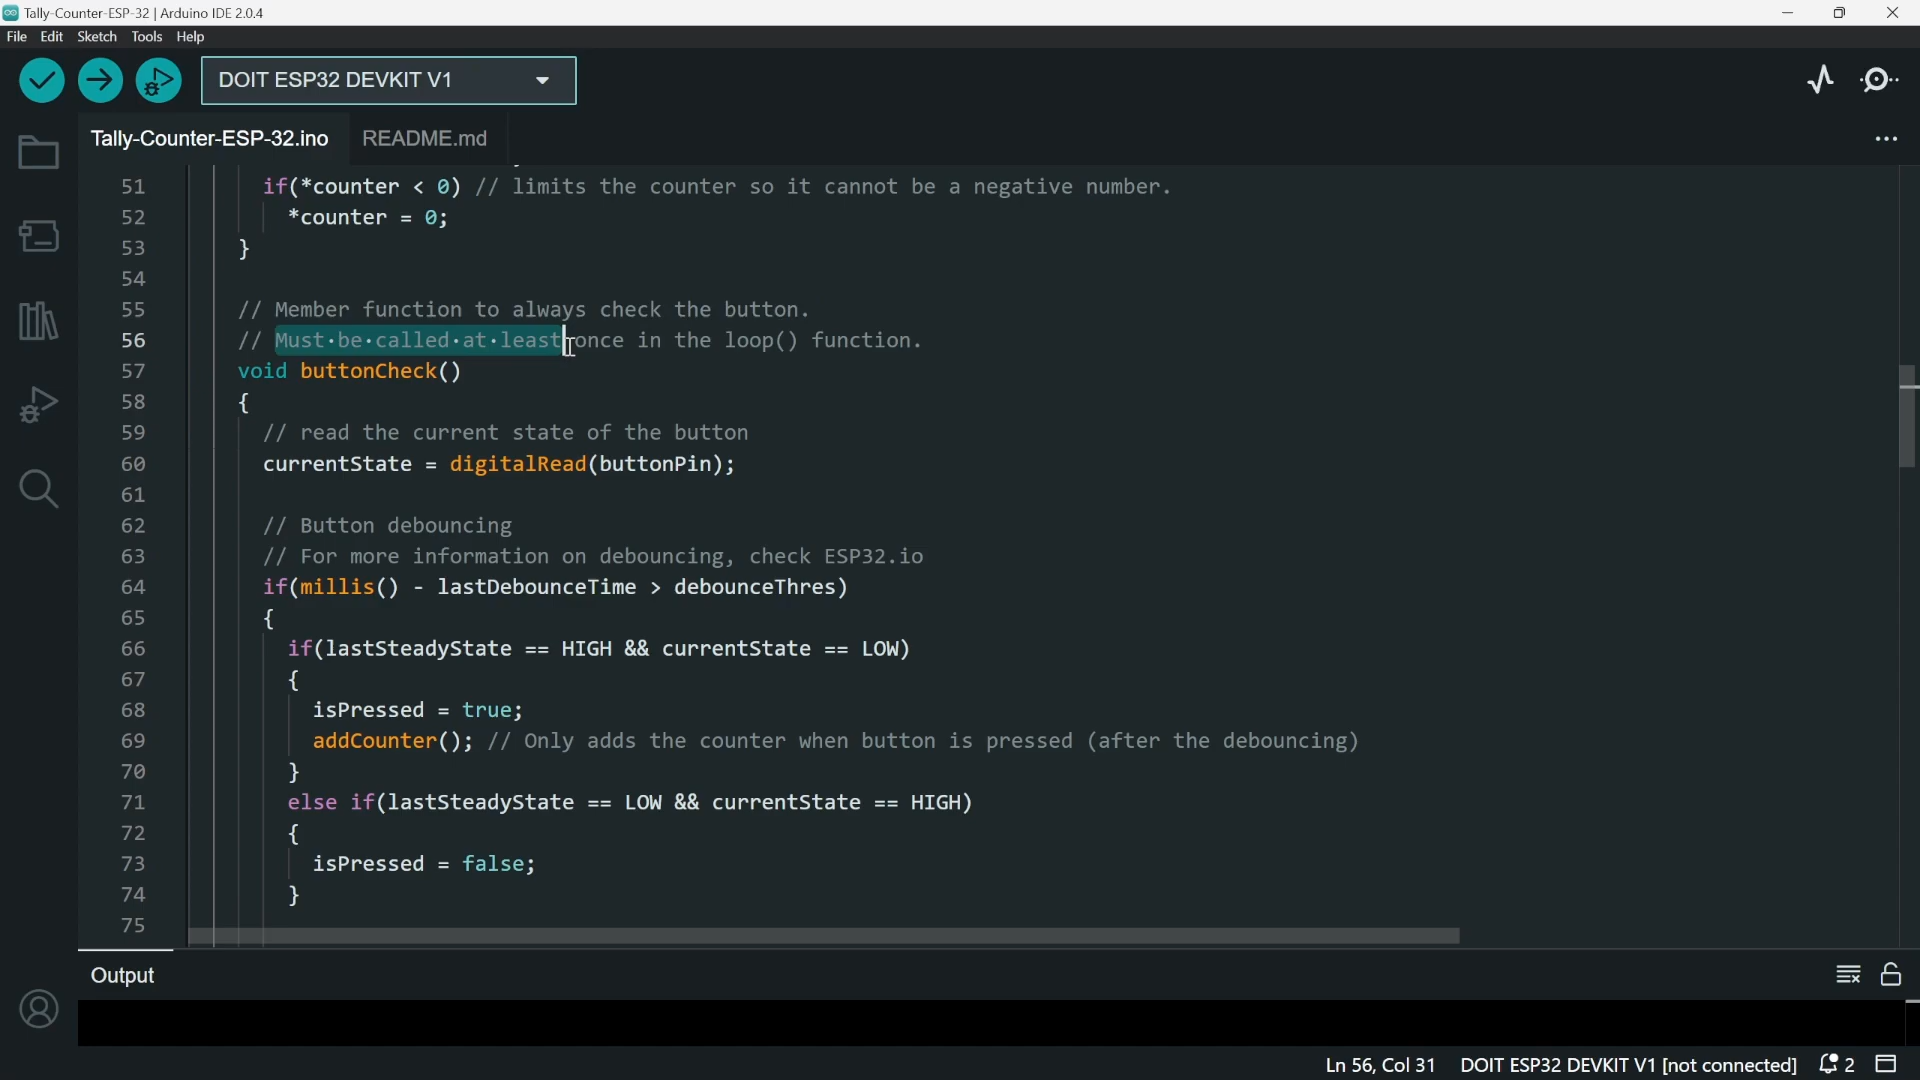 Tally-Counter-ESP-32 | Arduino IDE 2.0.4
File Edit Sketch Tools Help
DOIT ESP32 DEVKIT V1
Tally-Counter-ESP-32.ino README.md
51 if(*counter < 0) // limits the counter so it cannot be a negative number.
52 *counter = 0;
53 }
54
55 // Member function to always check the button.
56 // Must·be·called·at·least once in the loop() function.
57 void buttonCheck()
58 {
59 // read the current state of the button
60 currentState = digitalRead(buttonPin);
61
62 // Button debouncing
63 // For more information on debouncing, check ESP32.io
64 if(millis() - lastDebounceTime > debounceThres)
65 {
66 if(lastSteadyState == HIGH && currentState == LOW)
67 {
68 isPressed = true;
69 addCounter(); // Only adds the counter when button is pressed (after the debouncing)
70 }
71 else if(lastSteadyState == LOW && currentState == HIGH)
72 {
73 isPressed = false;
74 }
75
Output
Ln 56, Col 31 DOIT ESP32 DEVKIT V1 [not connected] 2